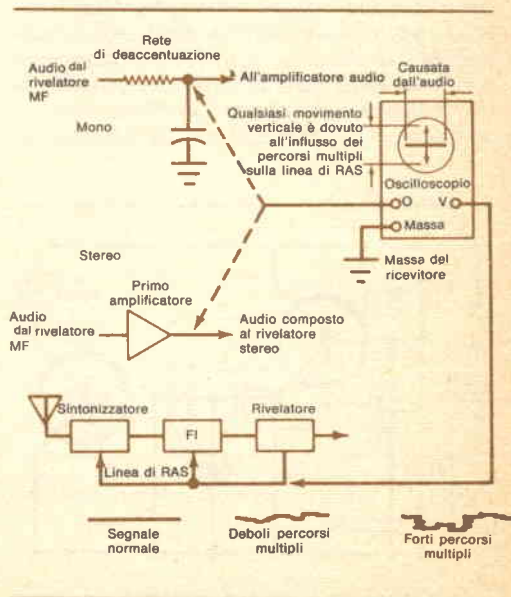 Rete
di deaccentuazione
Audio dal
rivelatore
MF
All'amplificatore audio
Causata
dall'audio
Mono
Qualsiasi movimento
verticale è dovuto
all'influsso dei
percorsi multipli
sulla linea di RAS
Oscilloscopio
O V
Massa
Massa del
ricevitore
Stereo
Primo
amplificatore
Audio
dal rivelatore
MF
Audio composto
al rivelatore
stereo
Sintonizzatore
FI
Rivelatore
Linea di RAS
Segnale
normale
Deboli percorsi
multipli
Forti percorsi
multipli